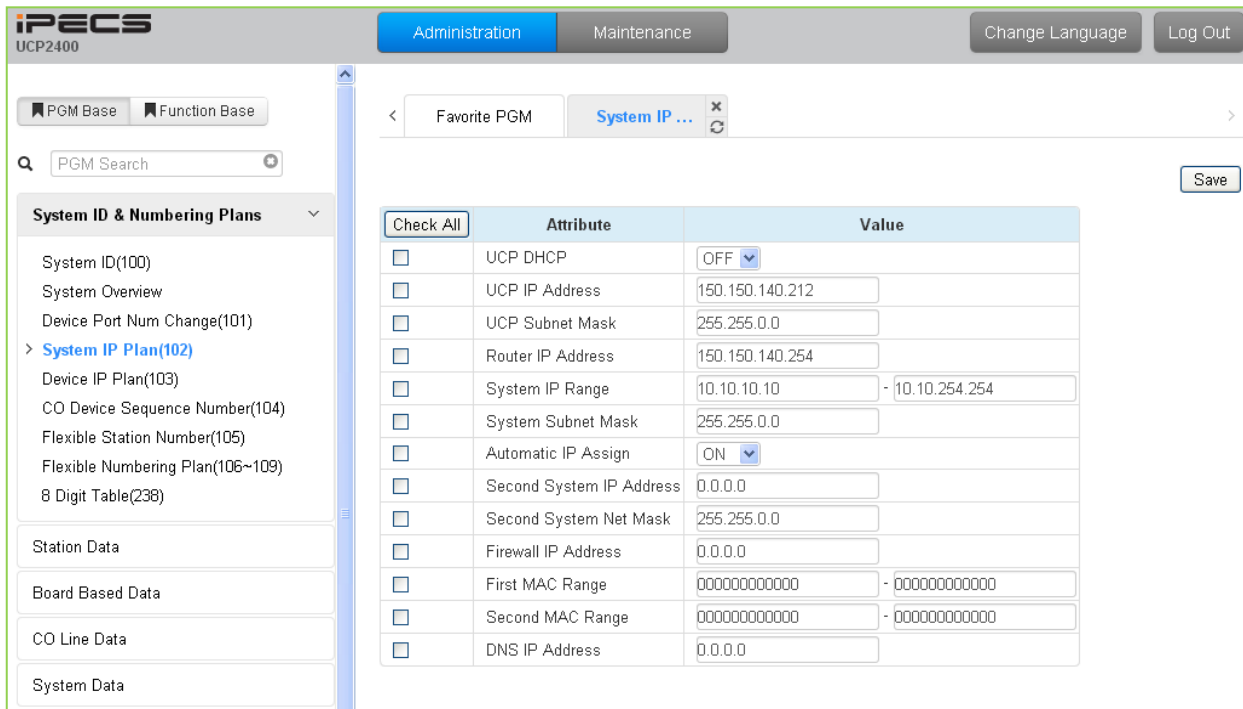 iPECS
UCP2400
Administration
Maintenance
Change Language
Log Out
PGM Base
Function Base
PGM Search
System ID & Numbering Plans
System ID(100)
System Overview
Device Port Num Change(101)
> System IP Plan(102)
Device IP Plan(103)
CO Device Sequence Number(104)
Flexible Station Number(105)
Flexible Numbering Plan(106~109)
8 Digit Table(238)
Station Data
Board Based Data
CO Line Data
System Data
< Favorite PGM System IP ... >
Save
Check All Attribute Value
UCP DHCP OFF
UCP IP Address 150.150.140.212
UCP Subnet Mask 255.255.0.0
Router IP Address 150.150.140.254
System IP Range 10.10.10.10 - 10.10.254.254
System Subnet Mask 255.255.0.0
Automatic IP Assign ON
Second System IP Address 0.0.0.0
Second System Net Mask 255.255.0.0
Firewall IP Address 0.0.0.0
First MAC Range 000000000000 - 000000000000
Second MAC Range 000000000000 - 000000000000
DNS IP Address 0.0.0.0